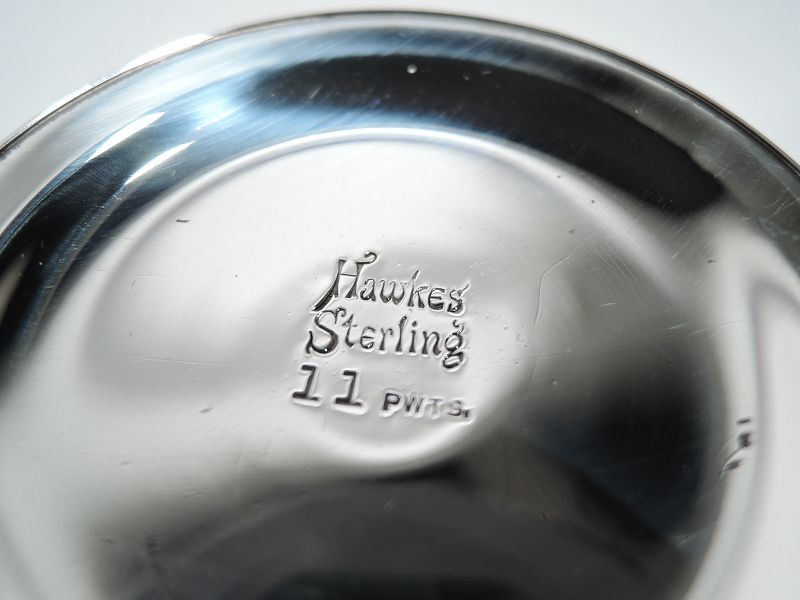 Hawkes
Sterling
11 PWTS.